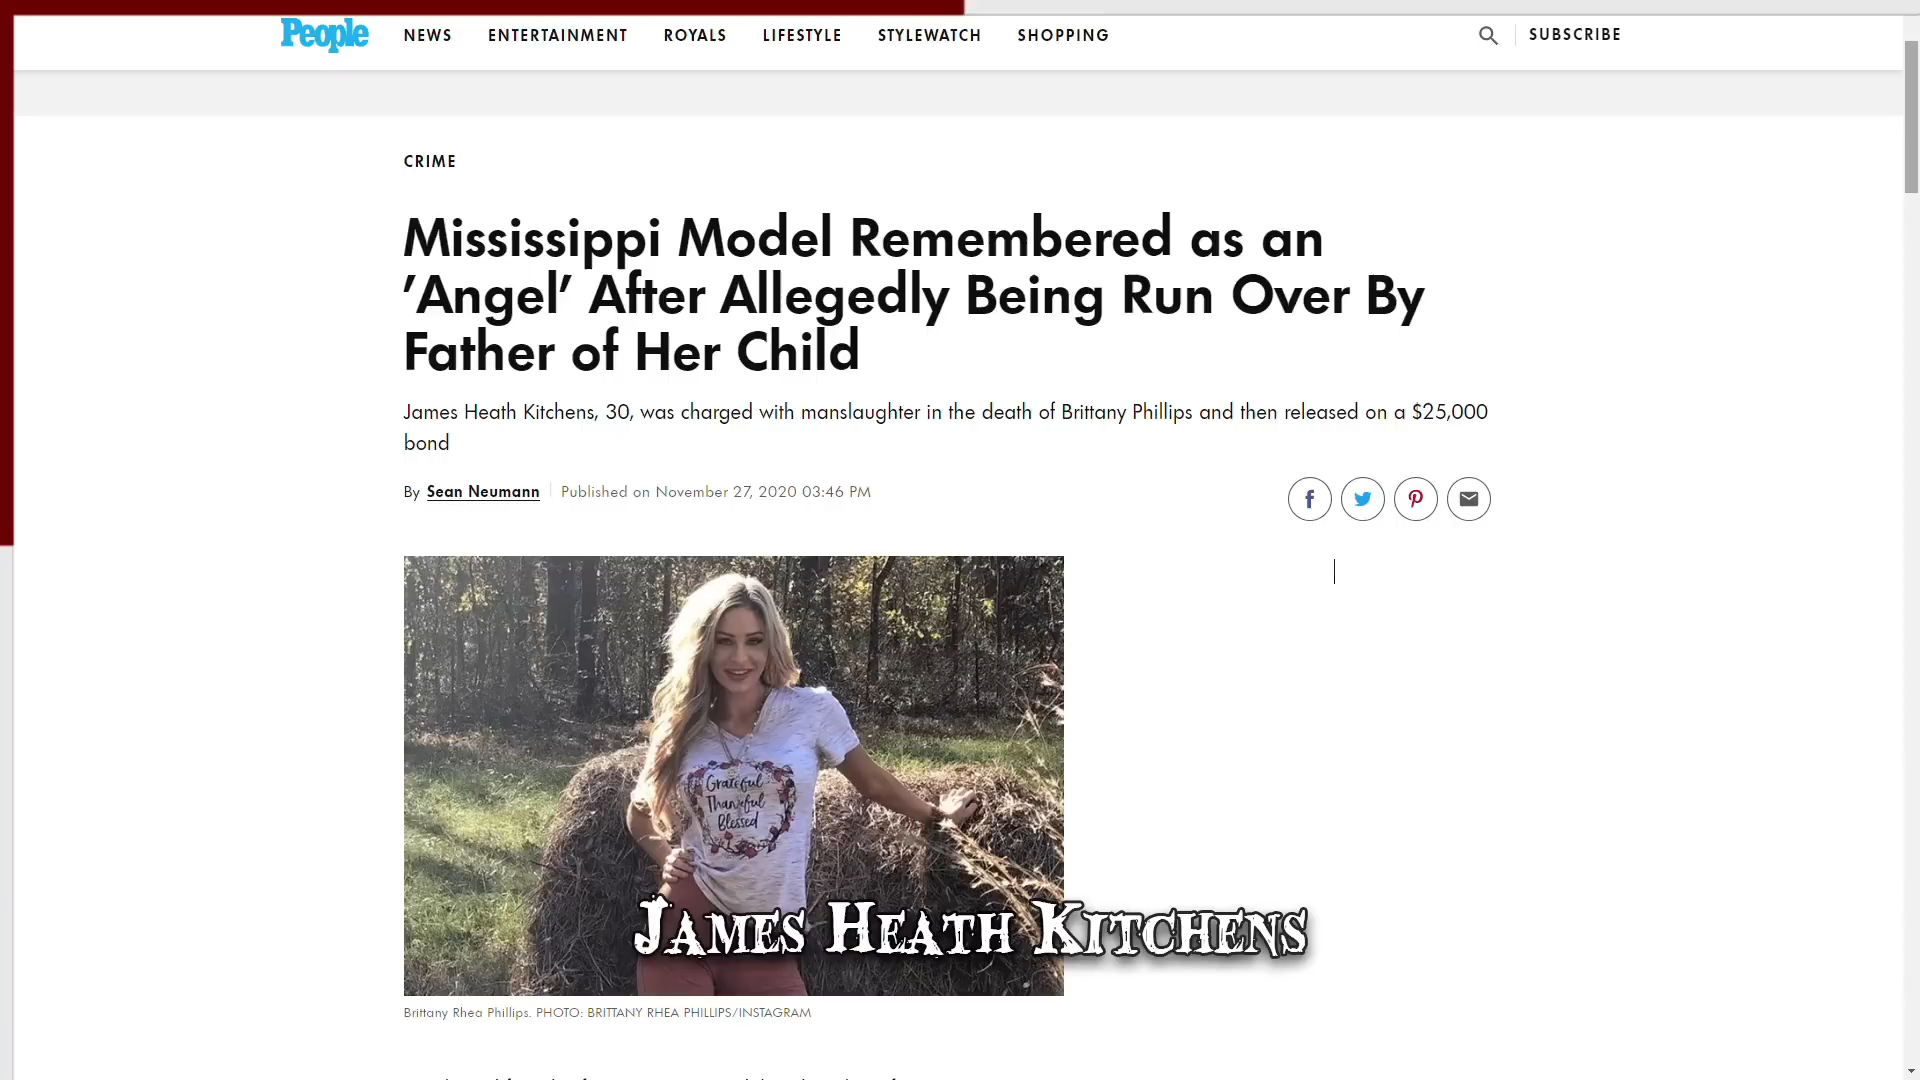 People NEWS ENTERTAINMENT ROYALS LIFESTYLE STYLEWATCH SHOPPING SUBSCRIBE
CRIME
Mississippi Model Remembered as an
'Angel' After Allegedly Being Run Over By
Father of Her Child
James Heath Kitchens, 30, was charged with manslaughter in the death of Brittany Phillips and then released on a $25,000
bond
By Sean Neumann Published on November 27, 2020 03:46 PM
Grateful
Thankful
Blessed
James Heath Kitchens
Brittany Rhea Phillips. PHOTO: BRITTANY RHEA PHILLIPS/INSTAGRAM